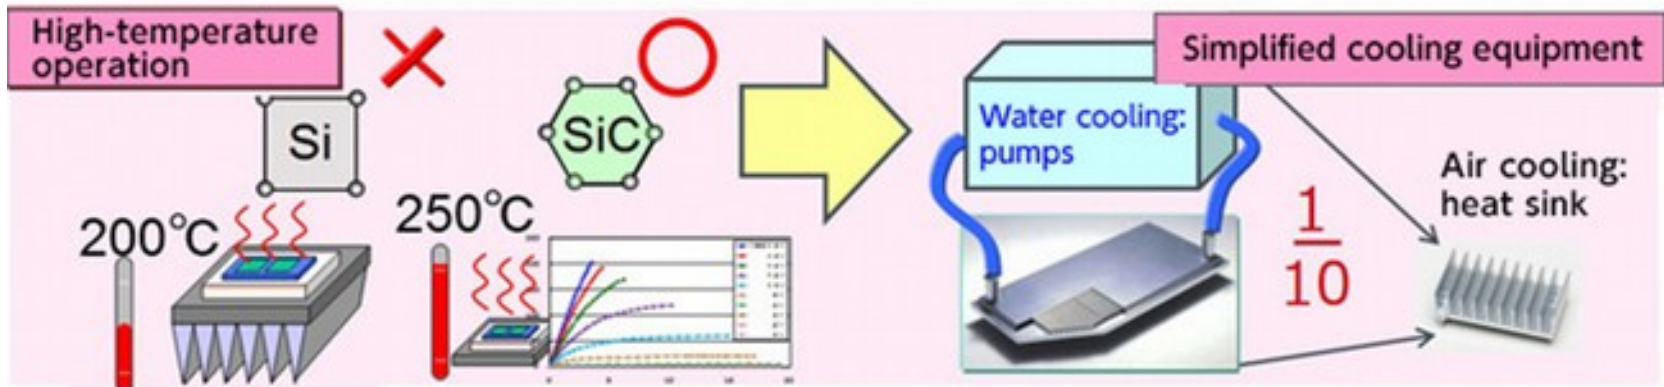 High-temperature
operation
Si
SiC
200°C
250°C
Water cooling:
pumps
Simplified cooling equipment
1
10
Air cooling:
heat sink